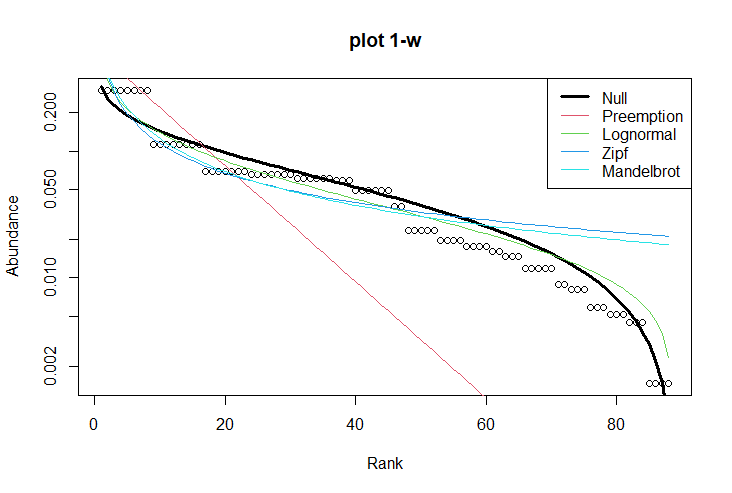 plot 1-w
Null
Preemption
Lognormal
Zipf
Mandelbrot
Abundance
0.200
0.050
0.010
0.002
0 20 40 60 80
Rank